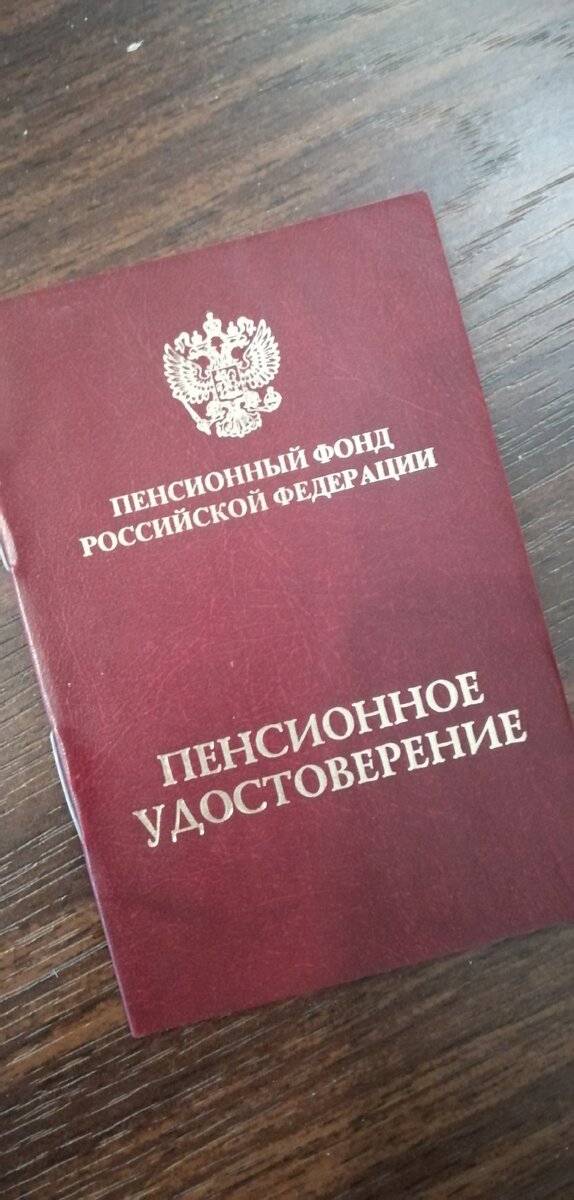 ПЕНСИОННЫЙ ФОНД
РОССИЙСКОЙ ФЕДЕРАЦИИ
ПЕНСИОННОЕ
УДОСТОВЕРЕНИЕ